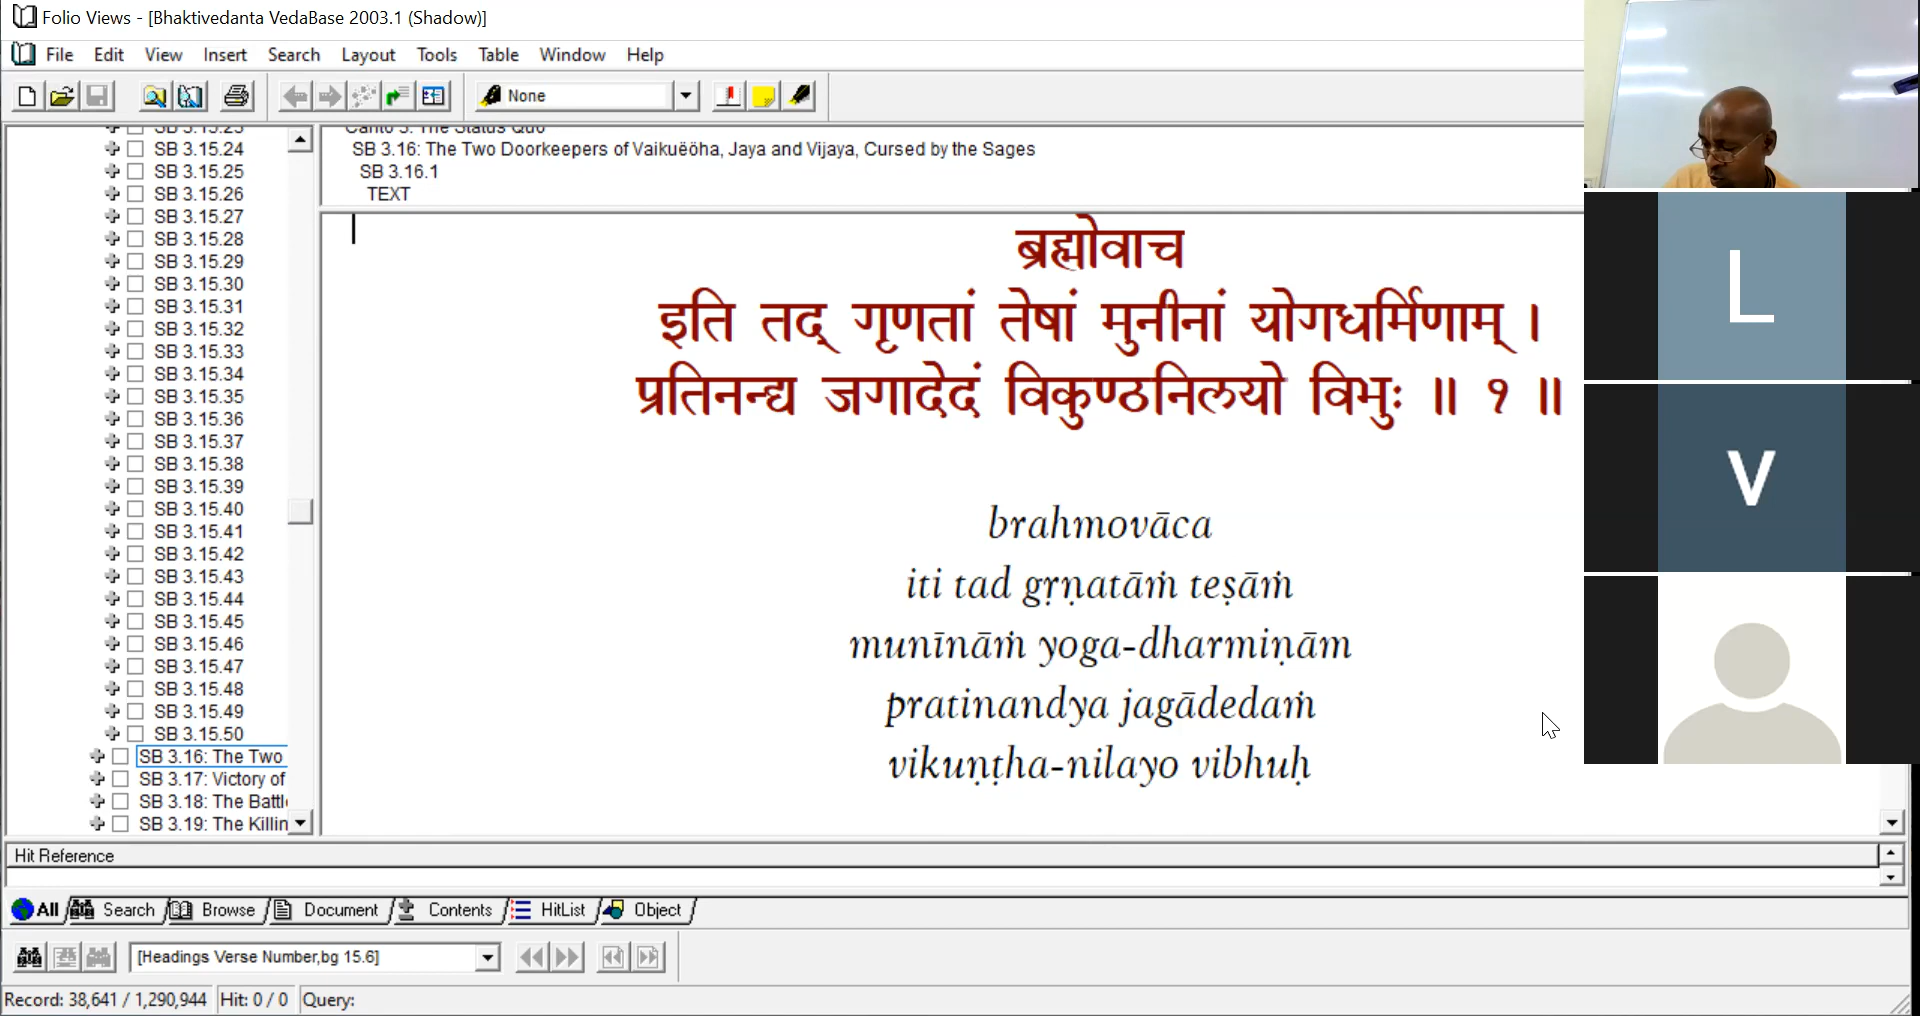 Folio Views - [Bhaktivedanta VedaBase 2003.1 (Shadow)]
File Edit View Insert Search Layout Tools Table Window Help
None
SB 3.15.23
SB 3.15.24
SB 3.15.25
SB 3.15.26
SB 3.15.27
SB 3.15.28
SB 3.15.29
SB 3.15.30
SB 3.15.31
SB 3.15.32
SB 3.15.33
SB 3.15.34
SB 3.15.35
SB 3.15.36
SB 3.15.37
SB 3.15.38
SB 3.15.39
SB 3.15.40
SB 3.15.41
SB 3.15.42
SB 3.15.43
SB 3.15.44
SB 3.15.45
SB 3.15.46
SB 3.15.47
SB 3.15.48
SB 3.15.49
SB 3.15.50
SB 3.16: The Two
SB 3.17: Victory of
SB 3.18: The Battl
SB 3.19: The Killin
Canto 3: The Status Quo
SB 3.16: The Two Doorkeepers of Vaikuëöha, Jaya and Vijaya, Cursed by the Sages
SB 3.16.1
TEXT
ब्रह्मोवाच
इति तद् गृणतां तेषां मुनीनां योगधर्मिणाम् ।
प्रतिनन्द्य जगादेदं विकुण्ठनिलयो विभुः ॥ १ ॥
brahmovāca
iti tad gṛṇatāṁ teṣāṁ
munīnāṁ yoga-dharmiṇām
pratinandya jagādedaṁ
vikuṇṭha-nilayo vibhuḥ
L
V
Hit Reference
All Search Browse Document Contents HitList Object
[Headings Verse Number,bg 15.6]
Record: 38,641 / 1,290,944 Hit: 0 / 0 Query: